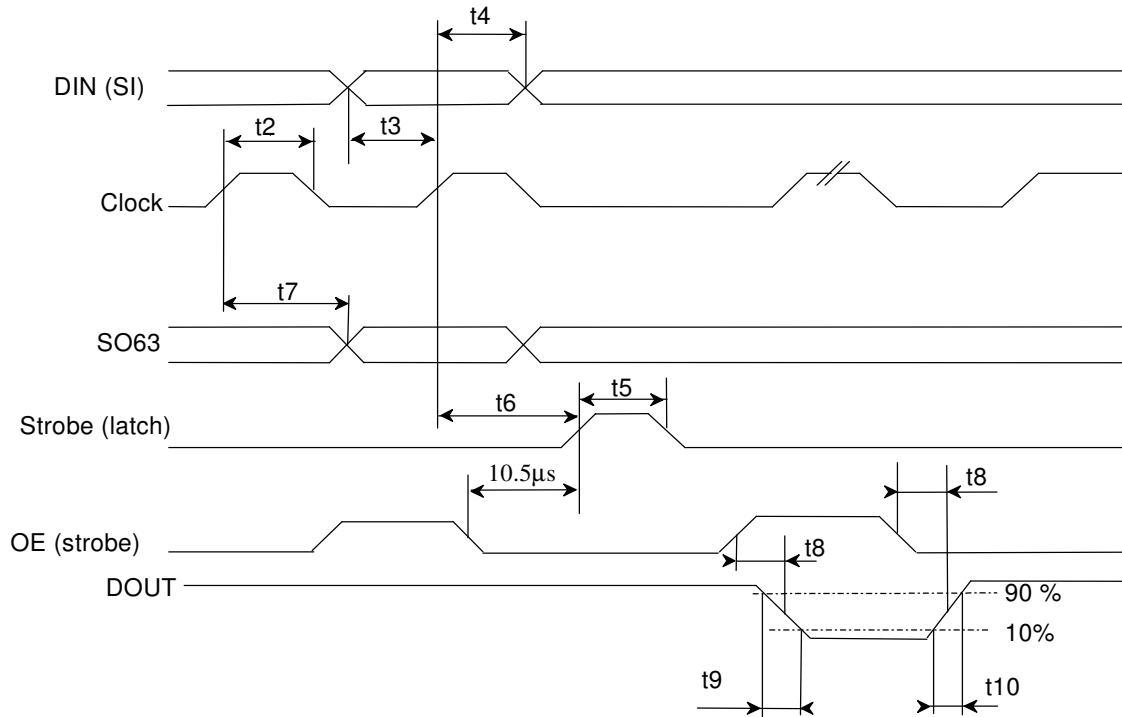 t4
DIN (SI)
t2
t3
Clock
t7
SO63
t6
t5
Strobe (latch)
10.5µs
t8
OE (strobe)
t8
DOUT
90 %
10%
t9
t10